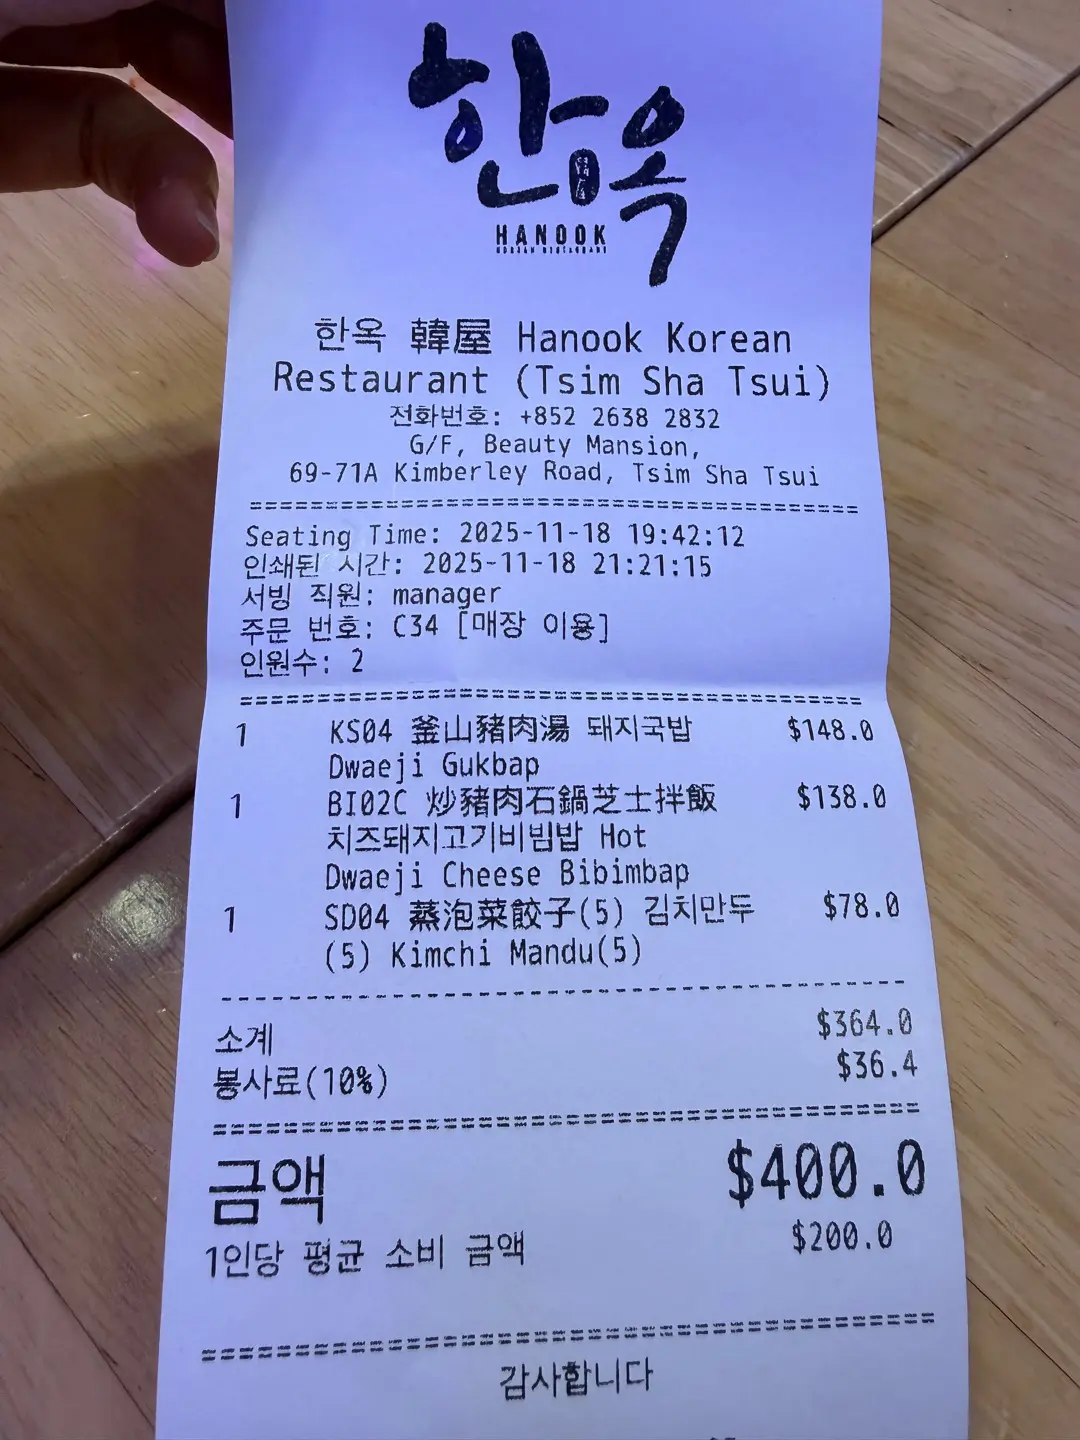 한옥
HANOOK
KOREAN RESTAURANT
한옥 韓屋 Hanook Korean
Restaurant (Tsim Sha Tsui)
전화번호: +852 2638 2832
G/F, Beauty Mansion,
69-71A Kimberley Road, Tsim Sha Tsui
Seating Time: 2025-11-18 19:42:12
인쇄된 시간: 2025-11-18 21:21:15
서빙 직원: manager
주문 번호: C34 [매장 이용]
인원수: 2
1 KS04 釜山豬肉湯 돼지국밥 $148.0
Dwaeji Gukbap
1 BI02C 炒豬肉石鍋芝士拌飯 $138.0
치즈돼지고기비빔밥 Hot
Dwaeji Cheese Bibimbap
1 SD04 蒸泡菜餃子(5) 김치만두 $78.0
(5) Kimchi Mandu(5)
소계 $364.0
봉사료(10%) $36.4
금액 $400.0
1인당 평균 소비 금액 $200.0
감사합니다